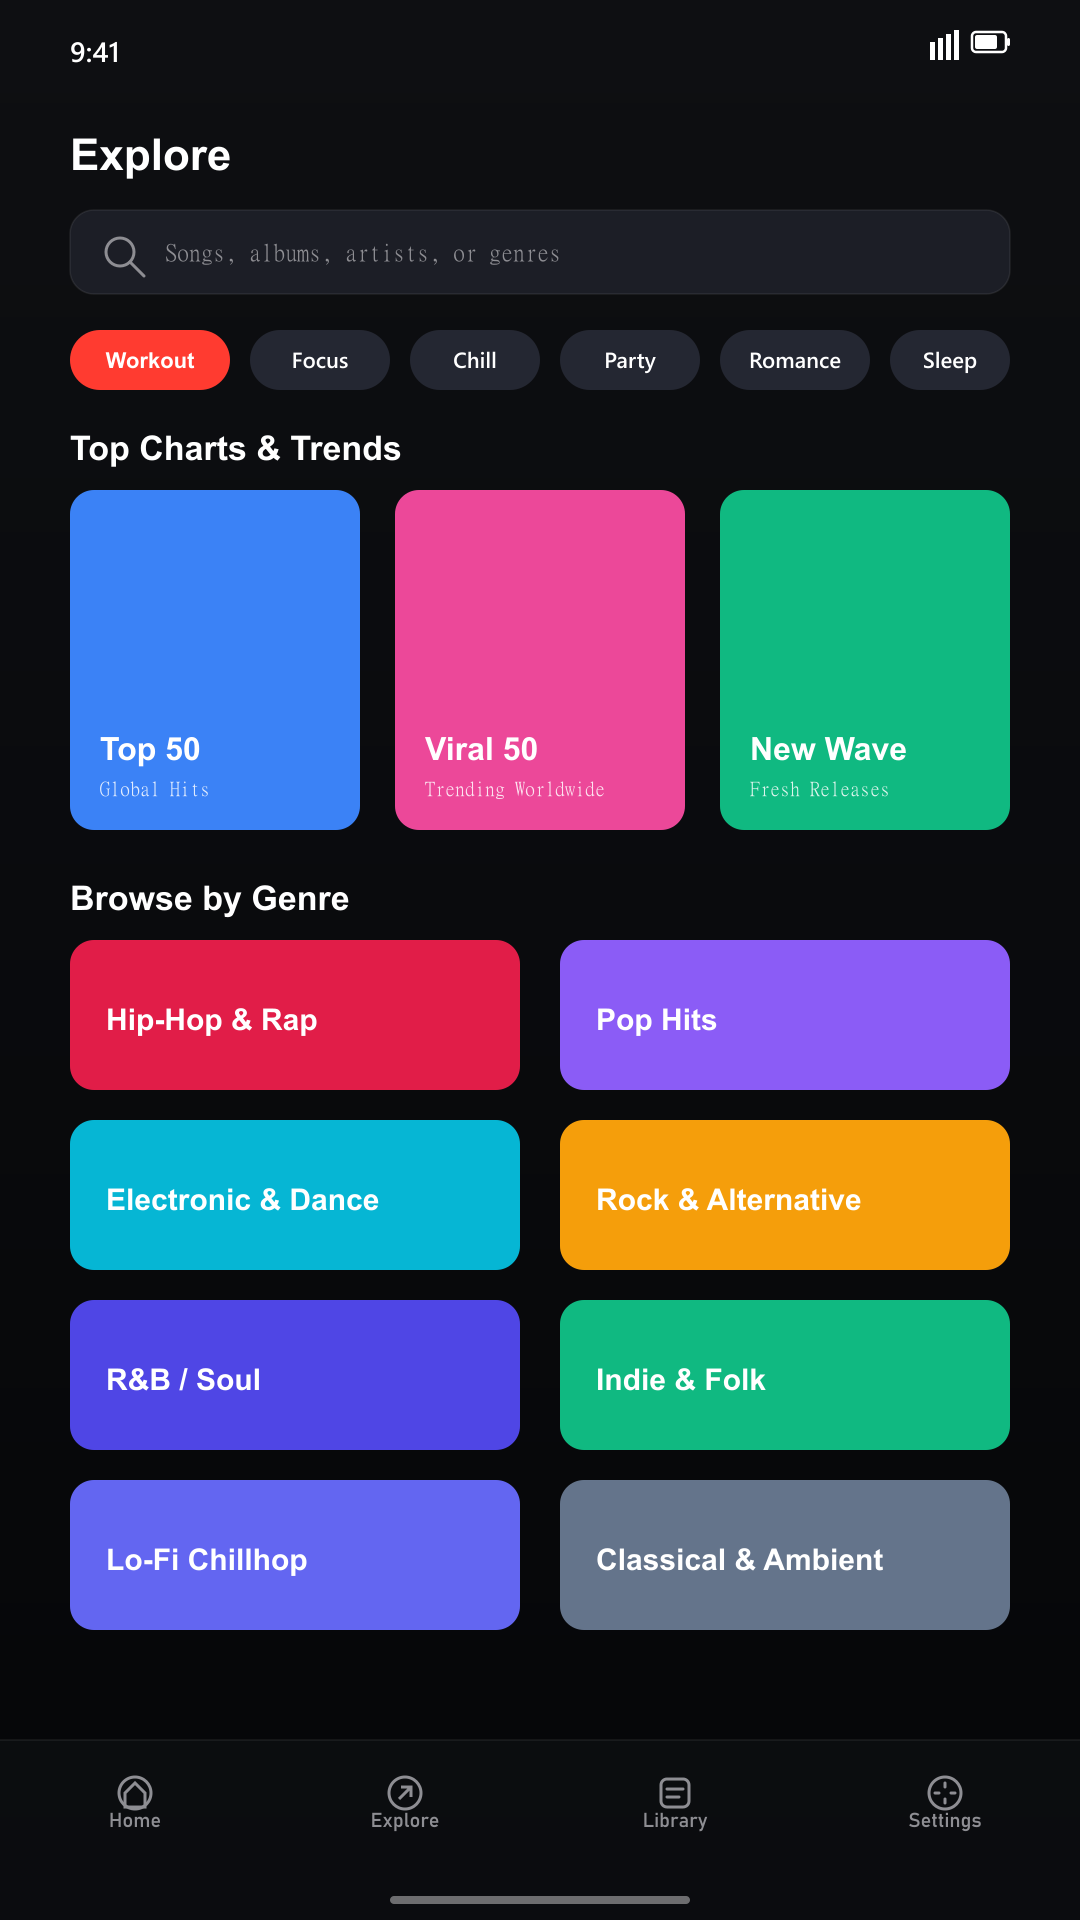 9:41
Explore
Songs, albums, artists, or genres
Workout
Focus
Chill
Party
Romance
Sleep
Top Charts & Trends
Top 50
Global Hits
Viral 50
Trending Worldwide
New Wave
Fresh Releases
Browse by Genre
Hip-Hop & Rap
Pop Hits
Electronic & Dance
Rock & Alternative
R&B / Soul
Indie & Folk
Lo-Fi Chillhop
Classical & Ambient
Home
Explore
Library
Settings